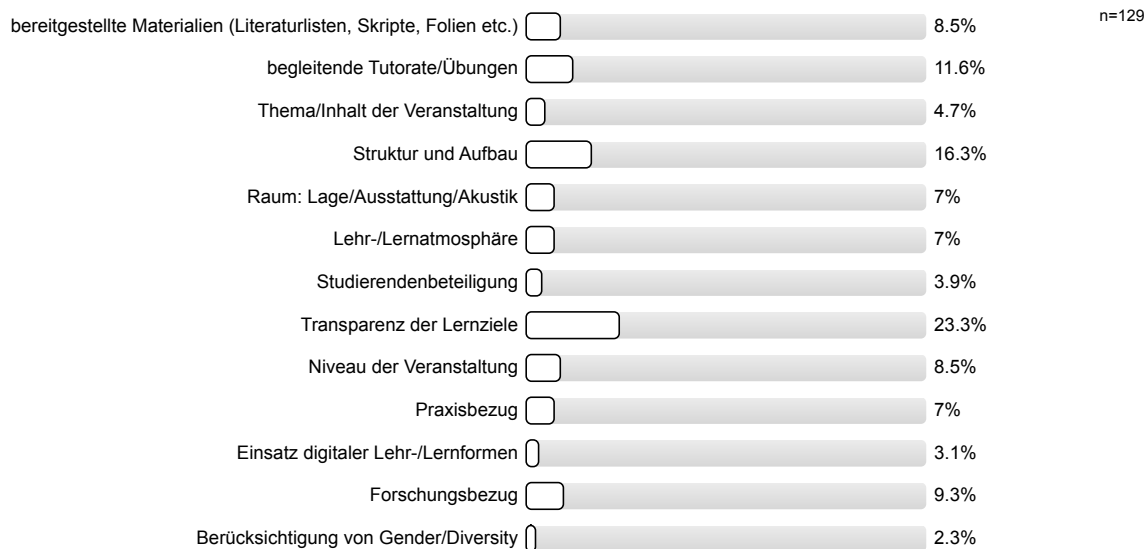 bereitgestellte Materialien (Literaturlisten, Skripte, Folien etc.) 8.5% n=129
begleitende Tutorate/Übungen 11.6%
Thema/Inhalt der Veranstaltung 4.7%
Struktur und Aufbau 16.3%
Raum: Lage/Ausstattung/Akustik 7%
Lehr-/Lernatmosphäre 7%
Studierendenbeteiligung 3.9%
Transparenz der Lernziele 23.3%
Niveau der Veranstaltung 8.5%
Praxisbezug 7%
Einsatz digitaler Lehr-/Lernformen 3.1%
Forschungsbezug 9.3%
Berücksichtigung von Gender/Diversity 2.3%